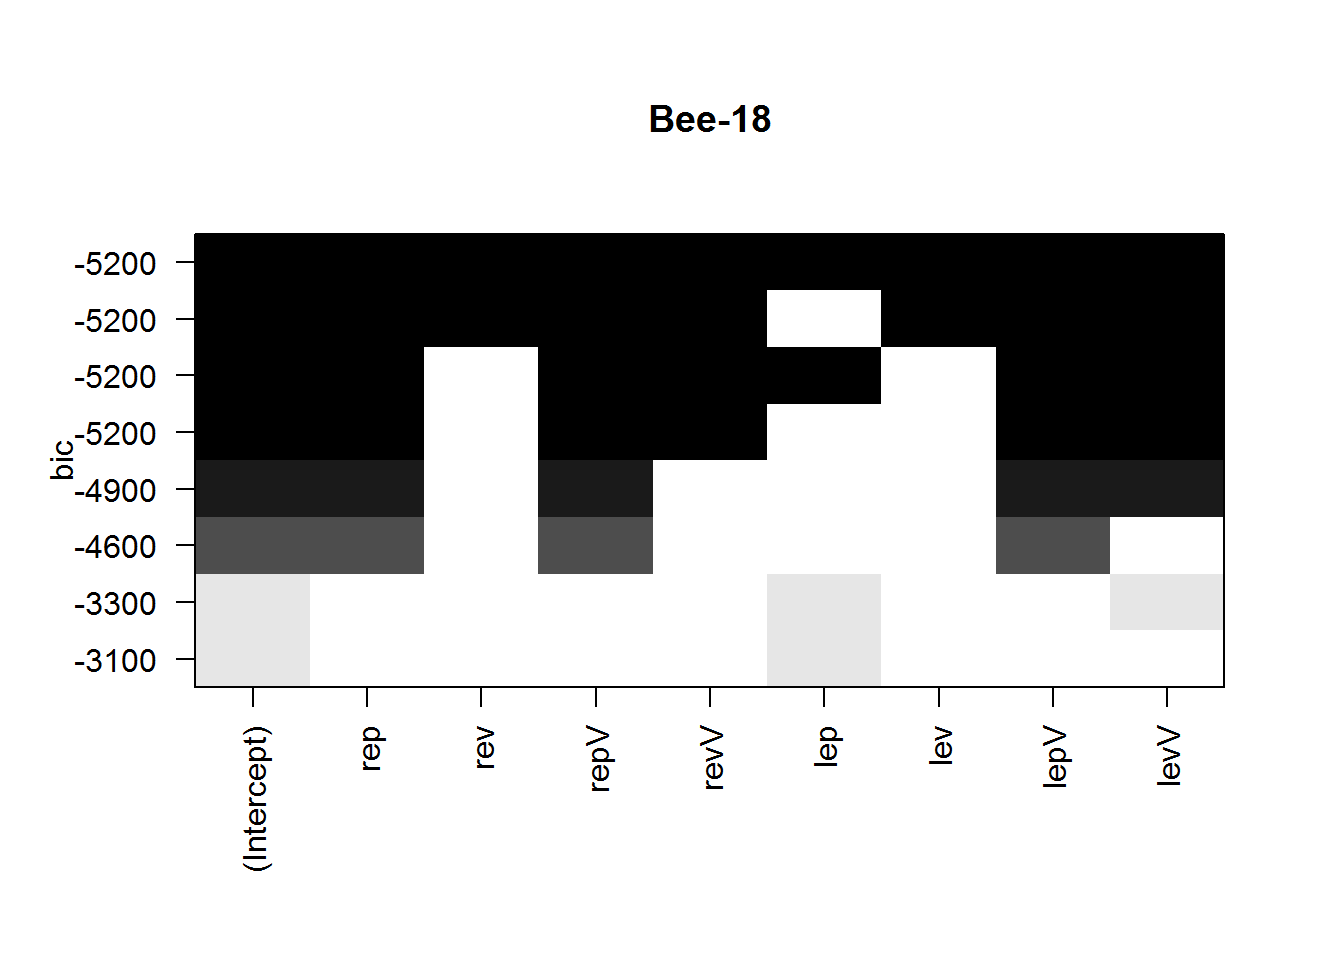 Bee-18
bic
-5200
-5200
-5200
-5200
-4900
-4600
-3300
-3100
(Intercept)
rep
rev
repV
revV
lep
lev
lepV
levV